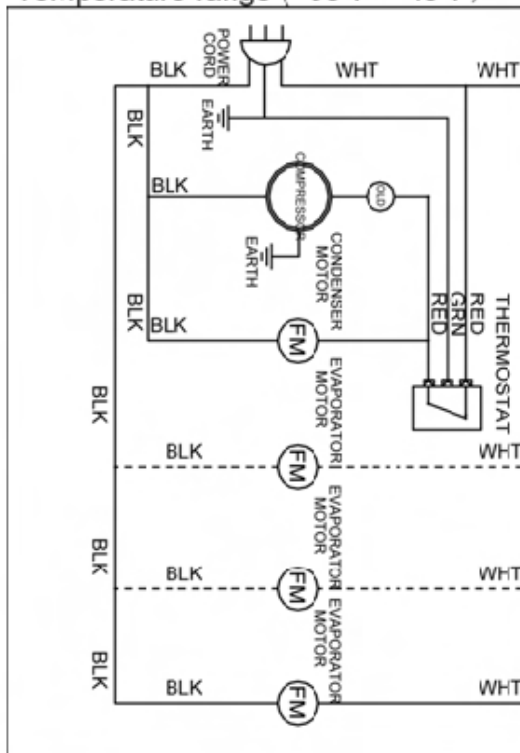 POWER
CORD
BLK
WHT
WHT
BLK
EARTH
BLK
COMPRESSOR
OLD
EARTH
CONDENSER
MOTOR
RED
GRN
RED
THERMOSTAT
BLK
BLK
FM
EVAPORATOR
MOTOR
BLK
BLK
FM
WHT
EVAPORATOR
MOTOR
BLK
BLK
FM
WHT
EVAPORATOR
MOTOR
BLK
BLK
FM
WHT